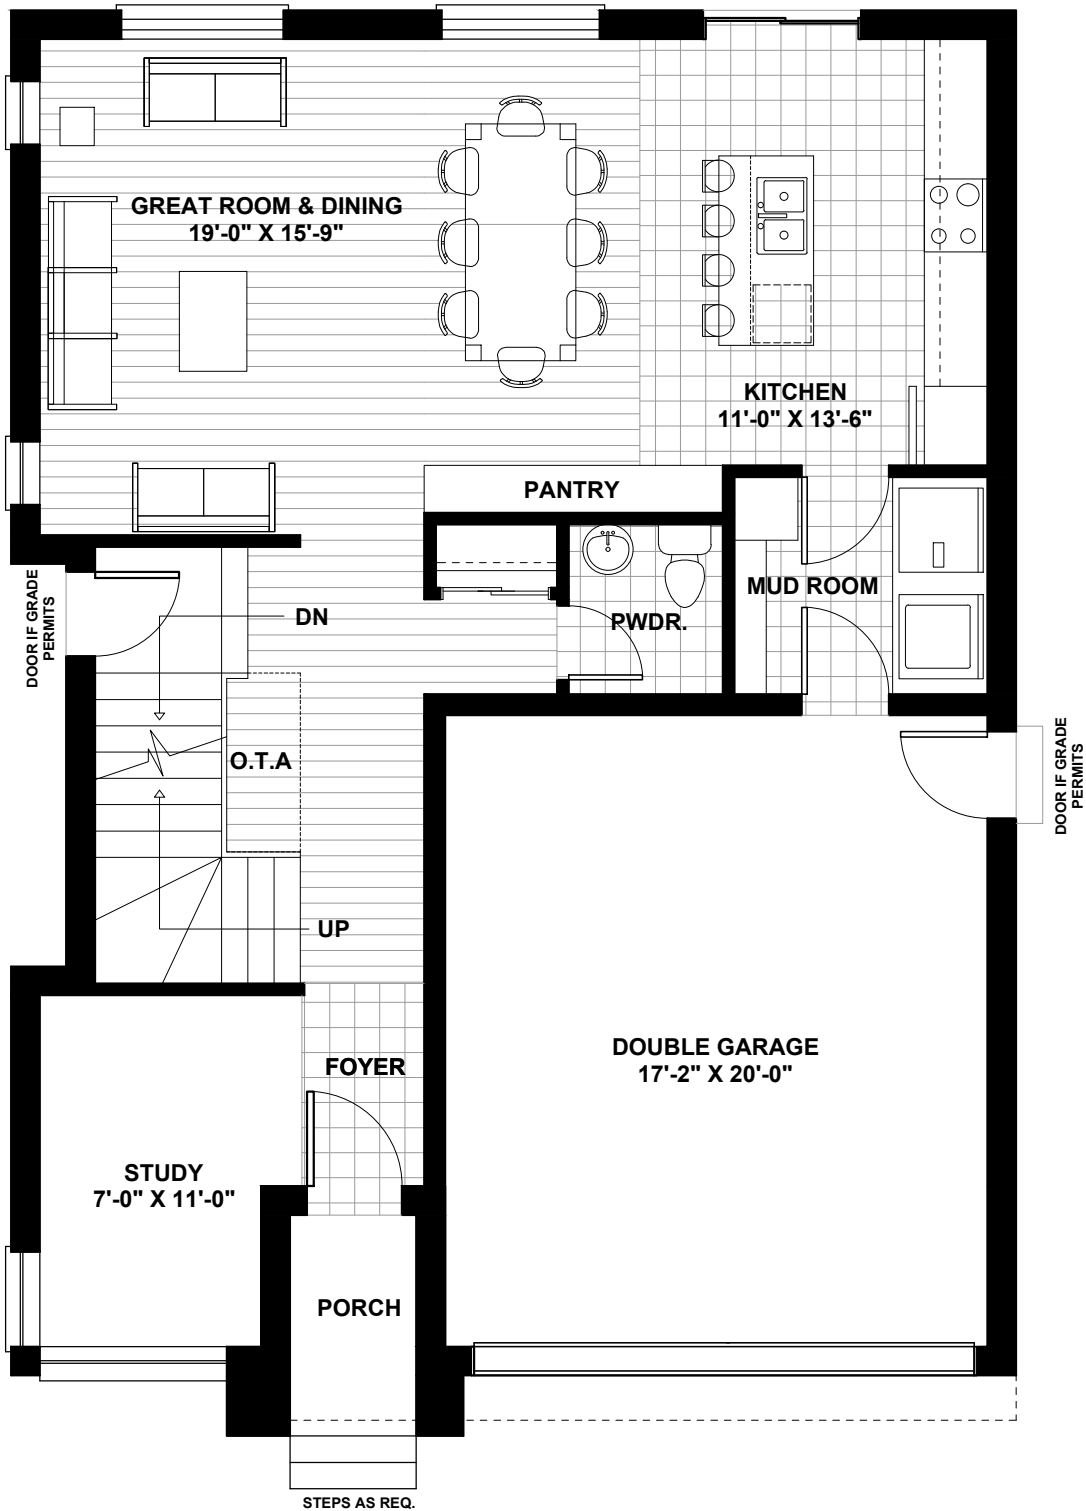 GREAT ROOM & DINING
19'-0" X 15'-9"
KITCHEN
11'-0" X 13'-6"
PANTRY
DOOR IF GRADE
PERMITS
DN
PWDR.
MUD ROOM
O.T.A
DOOR IF GRADE
PERMITS
UP
FOYER
DOUBLE GARAGE
17'-2" X 20'-0"
STUDY
7'-0" X 11'-0"
PORCH
STEPS AS REQ.